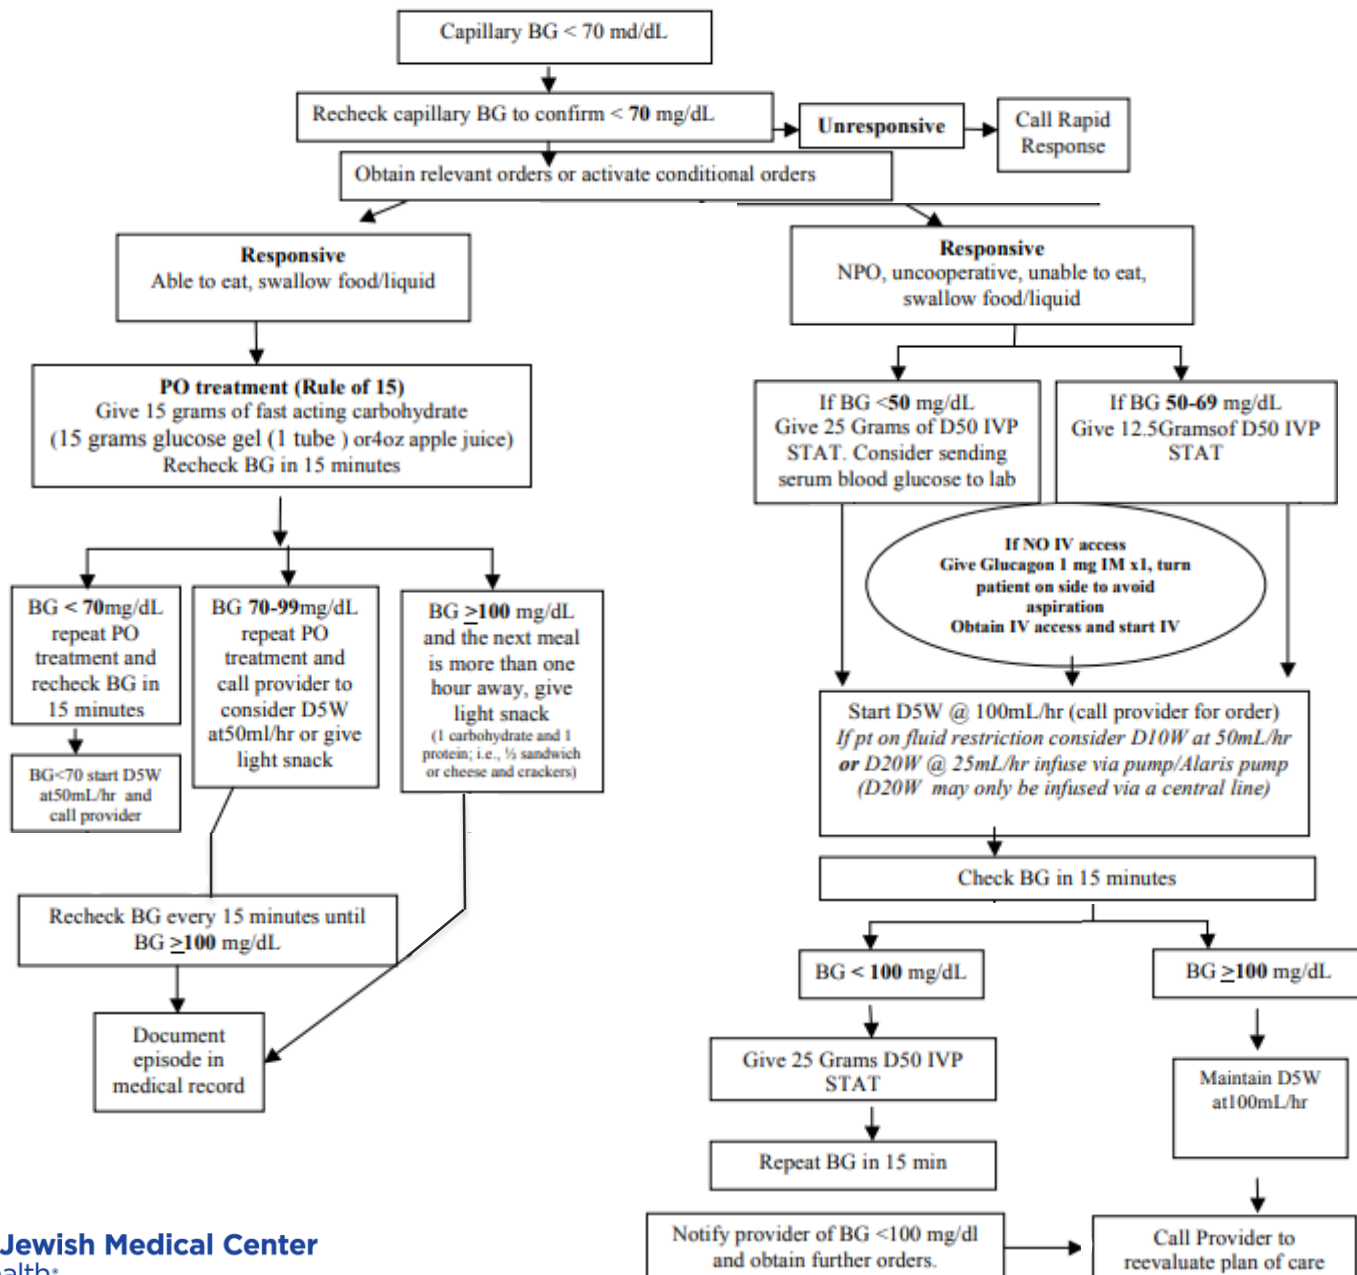 Capillary BG < 70 md/dL
Recheck capillary BG to confirm < 70 mg/dL
Unresponsive
Call Rapid
Response
Obtain relevant orders or activate conditional orders
Responsive
Able to eat, swallow food/liquid
Responsive
NPO, uncooperative, unable to eat,
swallow food/liquid
PO treatment (Rule of 15)
Give 15 grams of fast acting carbohydrate
(15 grams glucose gel (1 tube ) or4oz apple juice)
Recheck BG in 15 minutes
If BG <50 mg/dL
Give 25 Grams of D50 IVP
STAT. Consider sending
serum blood glucose to lab
If BG 50-69 mg/dL
Give 12.5Gramsof D50 IVP
STAT
If NO IV access
Give Glucagon 1 mg IM x1, turn
patient on side to avoid
aspiration
Obtain IV access and start IV
BG < 70mg/dL
repeat PO
treatment and
recheck BG in
15 minutes
BG 70-99mg/dL
repeat PO
treatment and
call provider to
consider D5W
at50ml/hr or give
light snack
BG ≥100 mg/dL
and the next meal
is more than one
hour away, give
light snack
(1 carbohydrate and 1
protein; i.e., ½ sandwich
or cheese and crackers)
BG<70 start D5W
at50mL/hr and
call provider
Start D5W @ 100mL/hr (call provider for order)
If pt on fluid restriction consider D10W at 50mL/hr
or D20W @ 25mL/hr infuse via pump/Alaris pump
(D20W may only be infused via a central line)
Check BG in 15 minutes
Recheck BG every 15 minutes until
BG ≥100 mg/dL
Document
episode in
medical record
BG < 100 mg/dL
BG ≥100 mg/dL
Give 25 Grams D50 IVP
STAT
Maintain D5W
at100mL/hr
Repeat BG in 15 min
Notify provider of BG <100 mg/dl
and obtain further orders.
Call Provider to
reevaluate plan of care
Jewish Medical Center